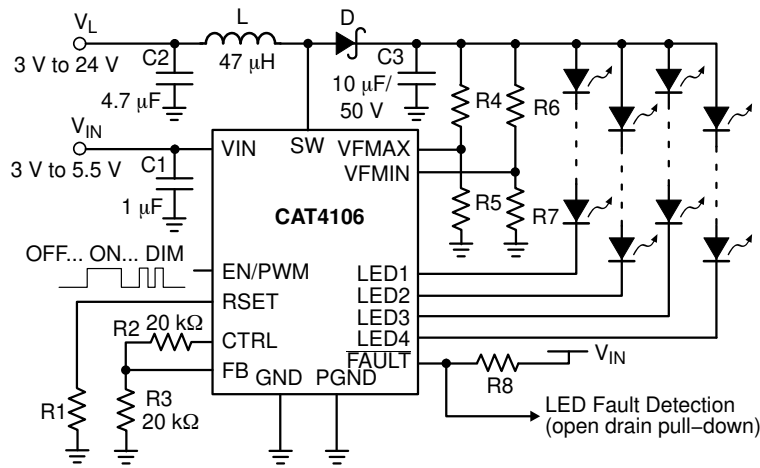 VL
L
D
3 V to 24 V
C2
47 μH
C3
4.7 μF
10 μF/
50 V
R4
R6
VIN
3 V to 5.5 V
C1
1 μF
VIN
SW
VFMAX
VFMIN
R5
R7
CAT4106
OFF... ON... DIM
EN/PWM
LED1
RSET
LED2
R2
20 kΩ
CTRL
LED3
LED4
FB
FAULT
GND
PGND
R8
VIN
R1
R3
20 kΩ
LED Fault Detection
(open drain pull–down)